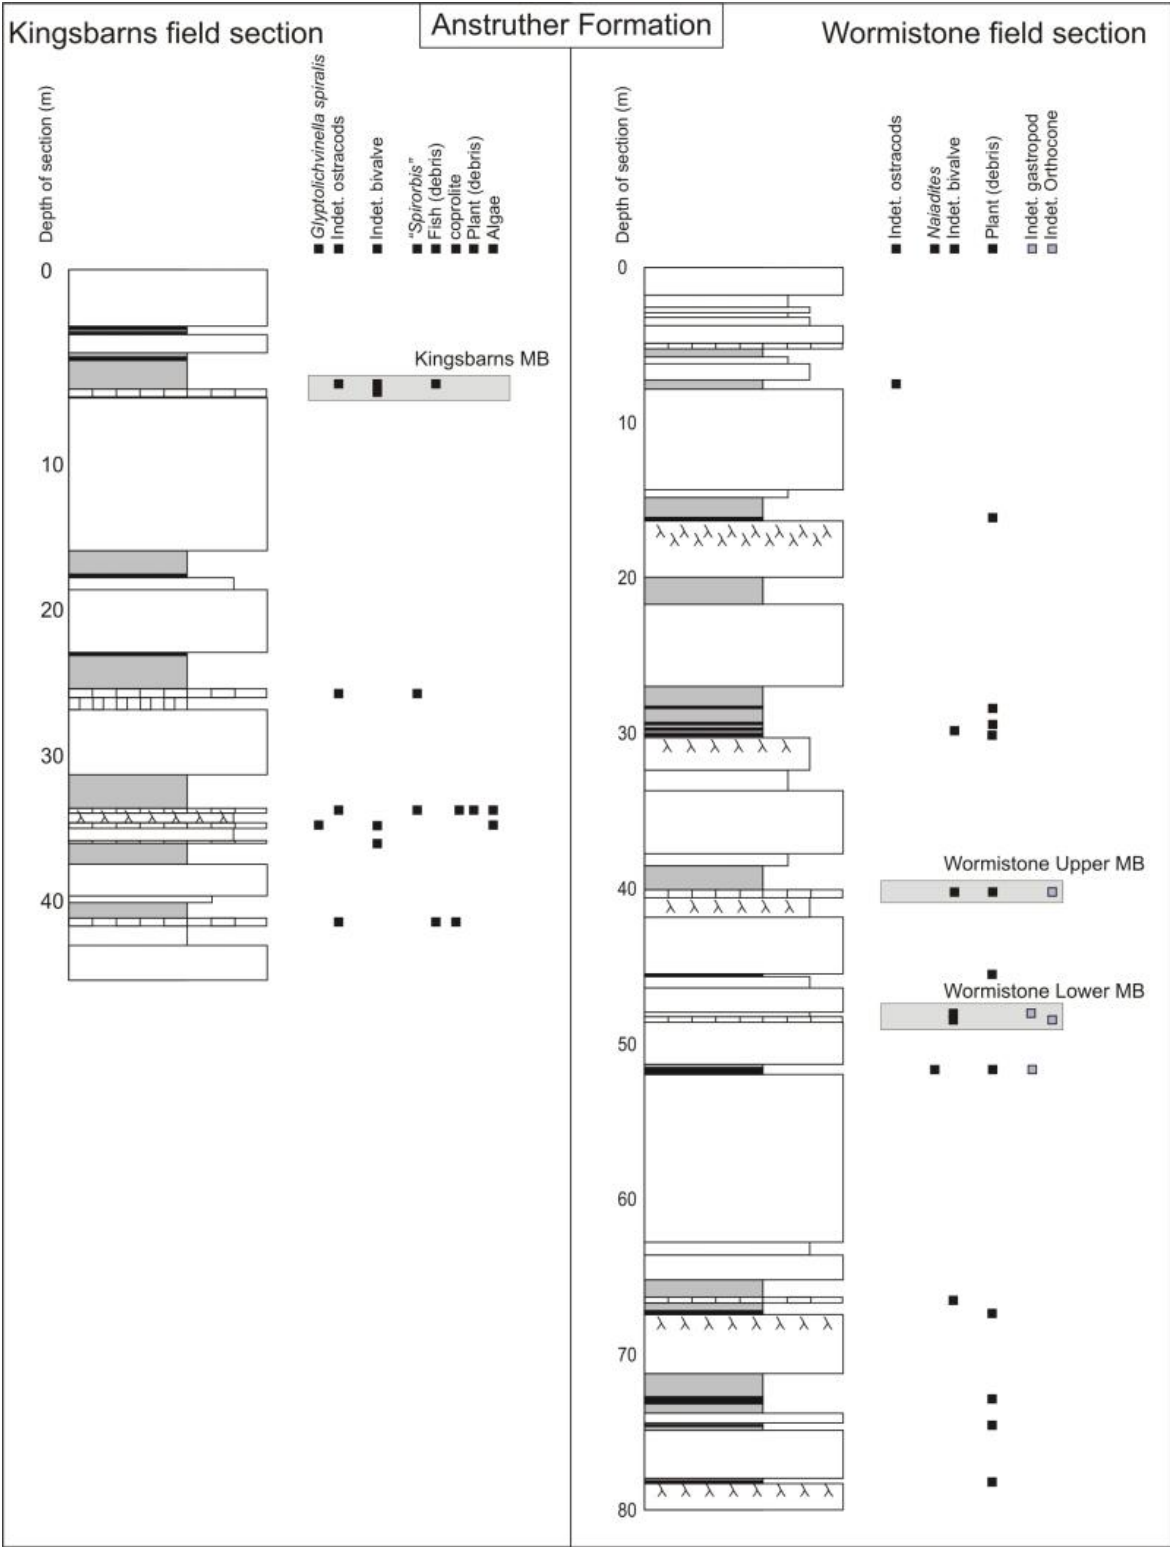 Anstruther Formation
Kingsbarns field section
Depth of section (m)
Glyptolichvinella spiralis
Indet. ostracods
Indet. bivalve
"Spirorbis"
Fish (debris)
coprolite
Plant (debris)
Algae
0
Kingsbarns MB
10
20
30
40
Wormistone field section
Depth of section (m)
Indet. ostracods
Naiadites
Indet. bivalve
Plant (debris)
Indet. gastropod
Indet. Orthocone
0
10
20
30
Wormistone Upper MB
40
Wormistone Lower MB
50
60
70
80